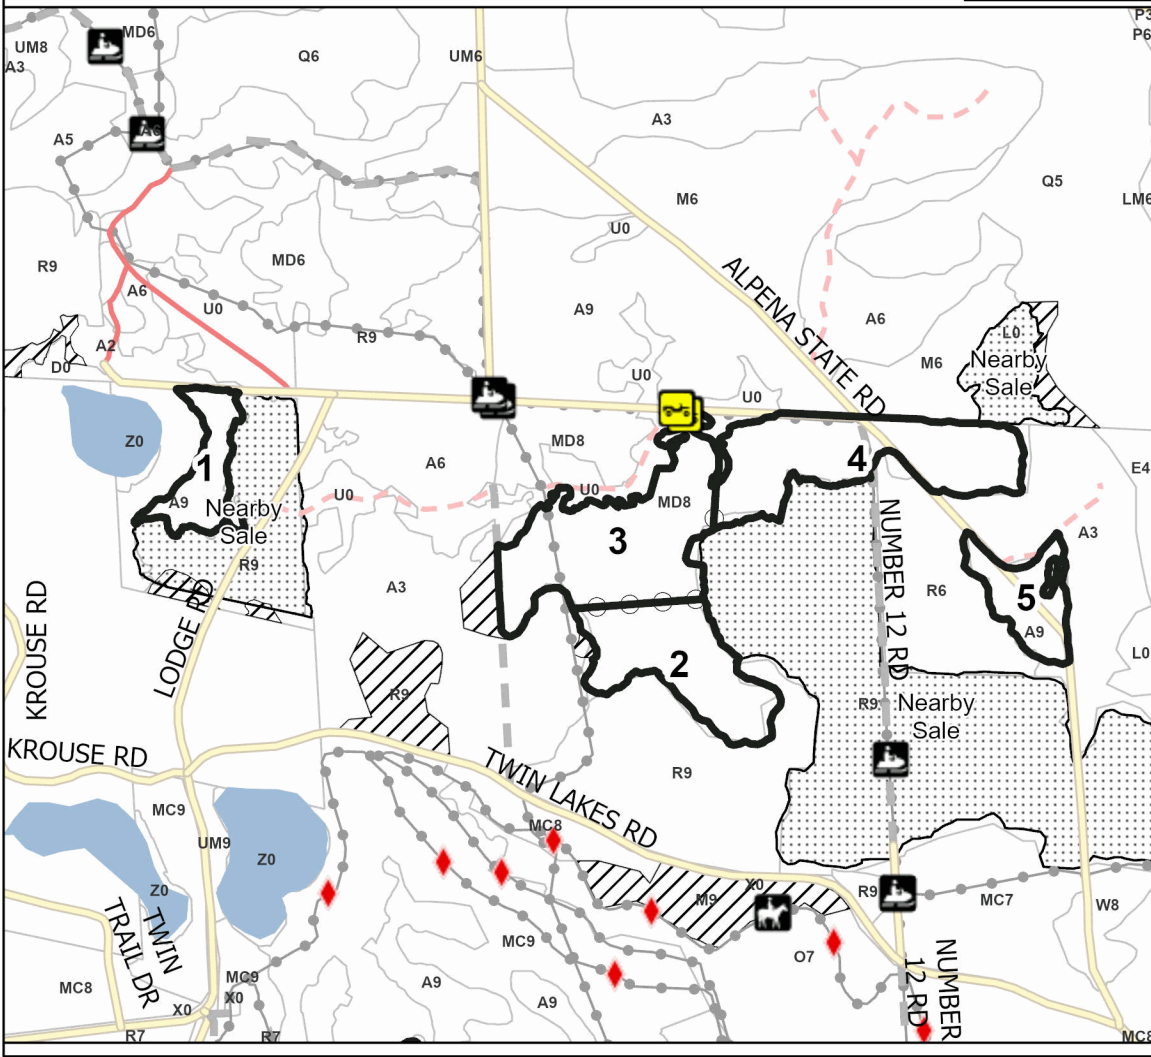 P3
MD6
P6
UM8
Q6
UM6
A3
A3
A6
A5
Q5
M6
LM6
U0
MD6
R9
ALPENA STATE RD
A6
U0
A9
A6
R9
L0
A2
M6
Nearby
Sale
D0
U0
U0
Z0
MD8
4
A6
1
E4
U0
U0
A9
MD8
Nearby
Sale
NUMBER 12 RD
A3
3
R9
A3
R6
5
KROUSE RD
LODGE RD
A9
2
L0
R9
R9
Nearby
Sale
KROUSE RD
TWIN LAKES RD
R9
MC9
MC8
UM9
Z0
Z0
X0
R9
M9
MC7
W8
TWIN
TRAIL DR
MC9
O7
NUMBER
12 RD
MC9
MC8
A9
X0
A9
X0
R7
R7
MC8